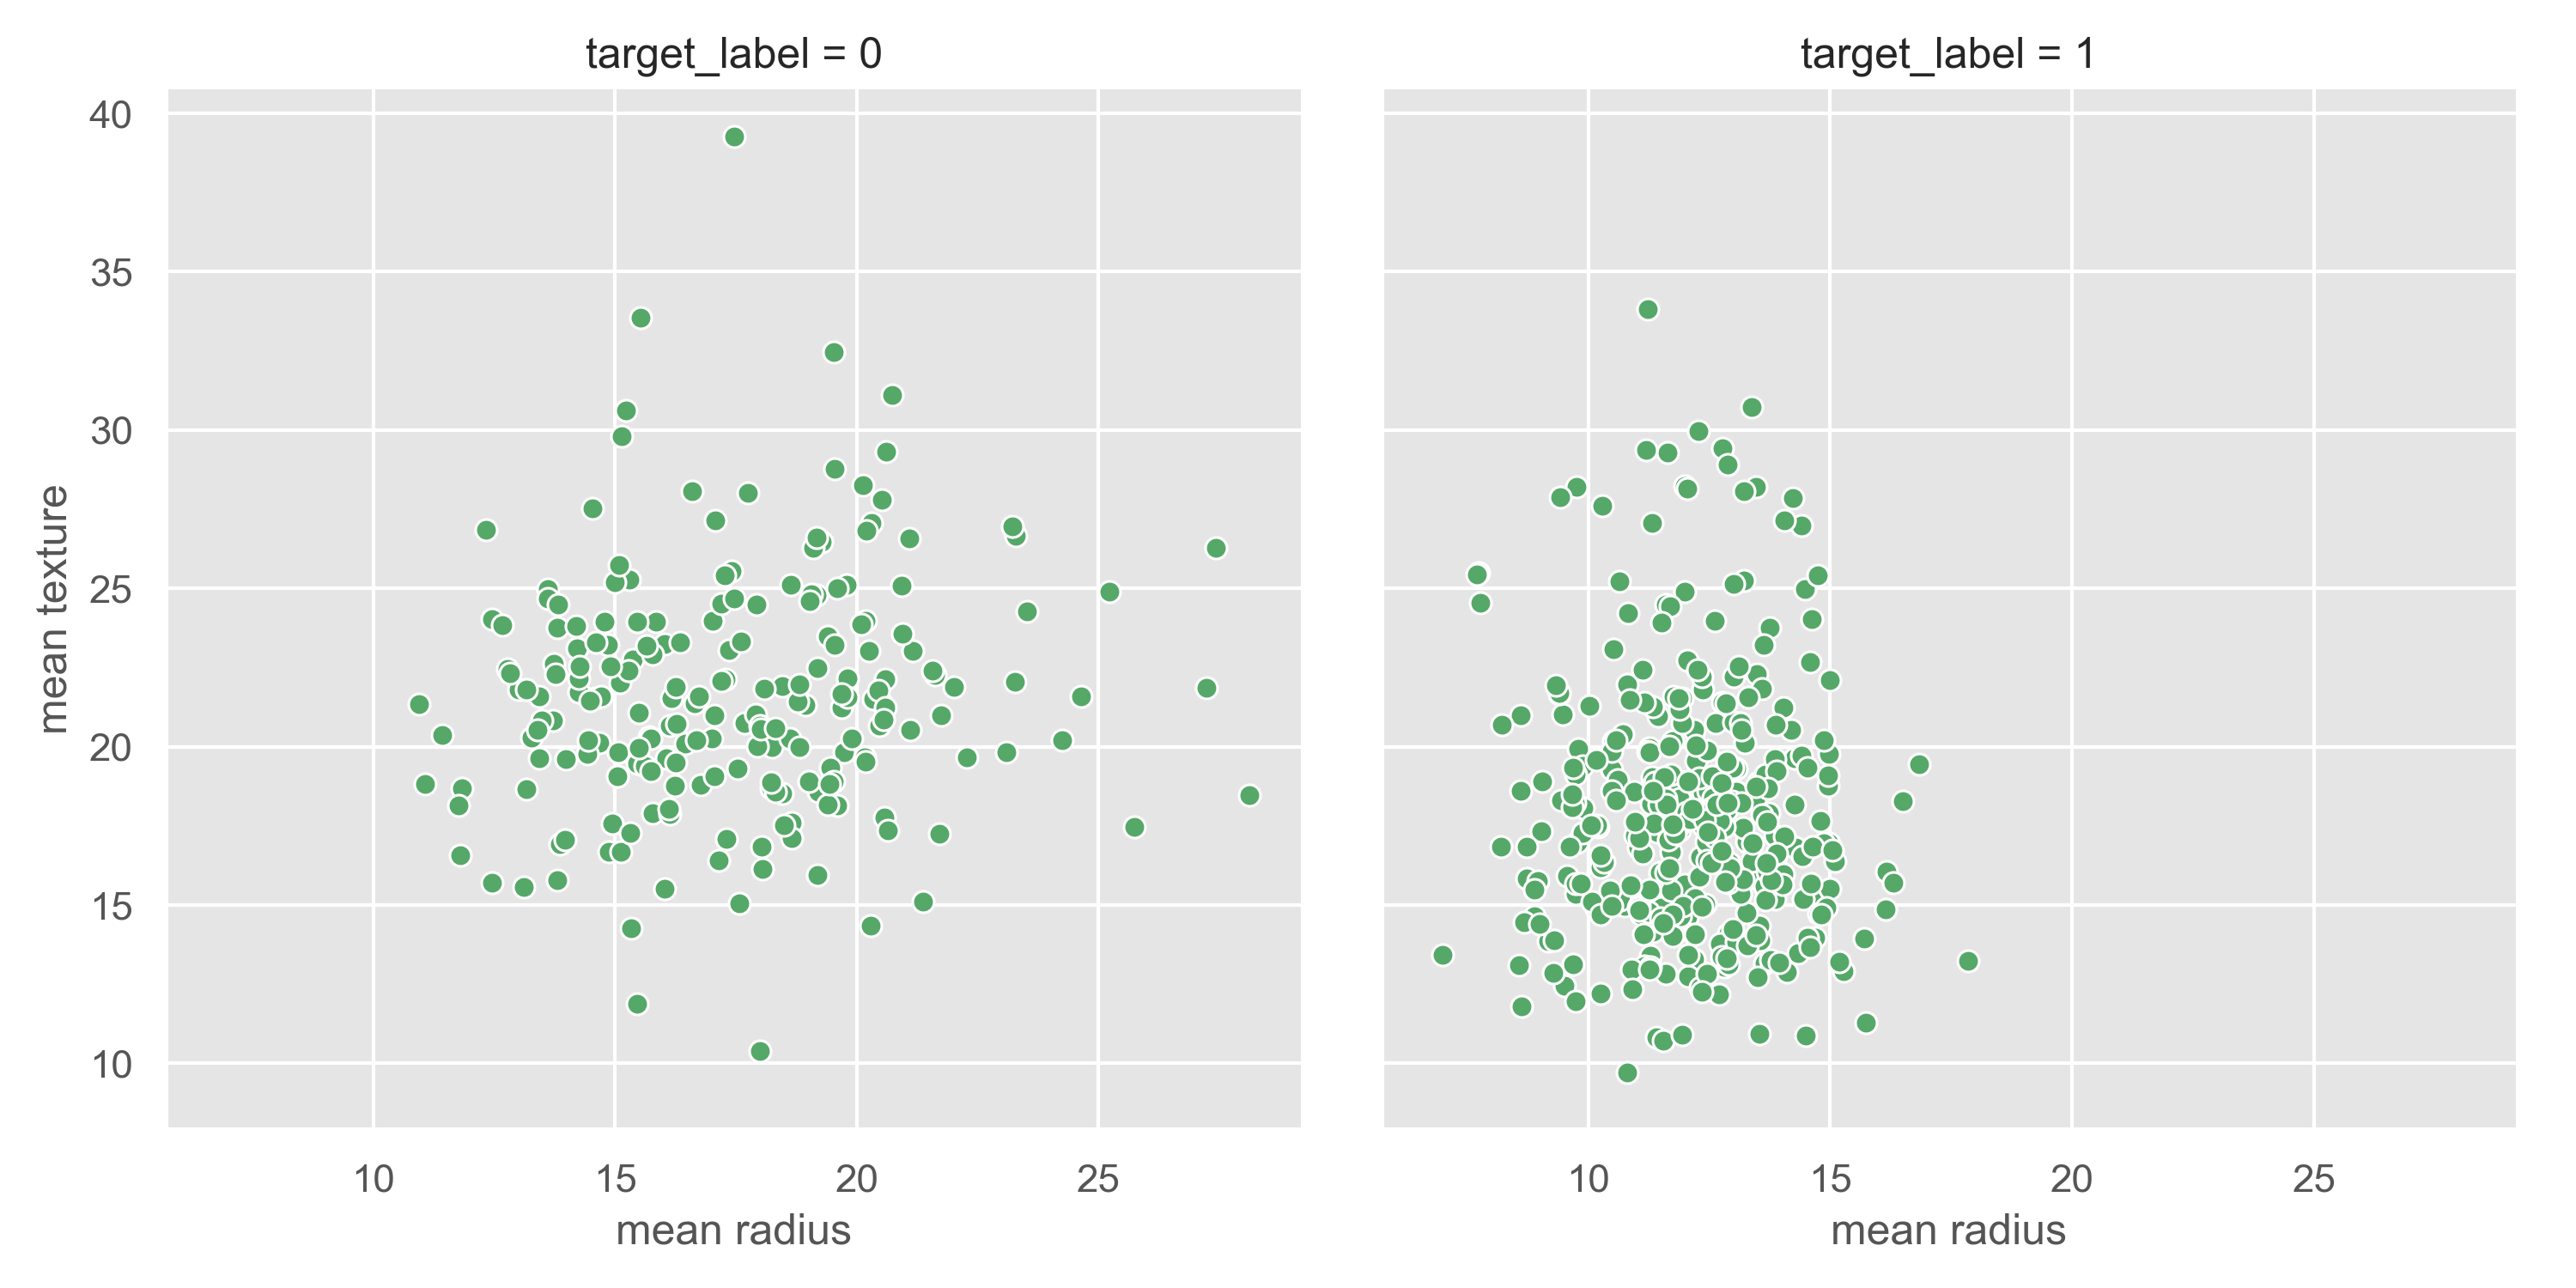 target_label = 0
target_label = 1
40
35
30
25
20
15
10
mean texture
10 15 20 25
10 15 20 25
mean radius
mean radius